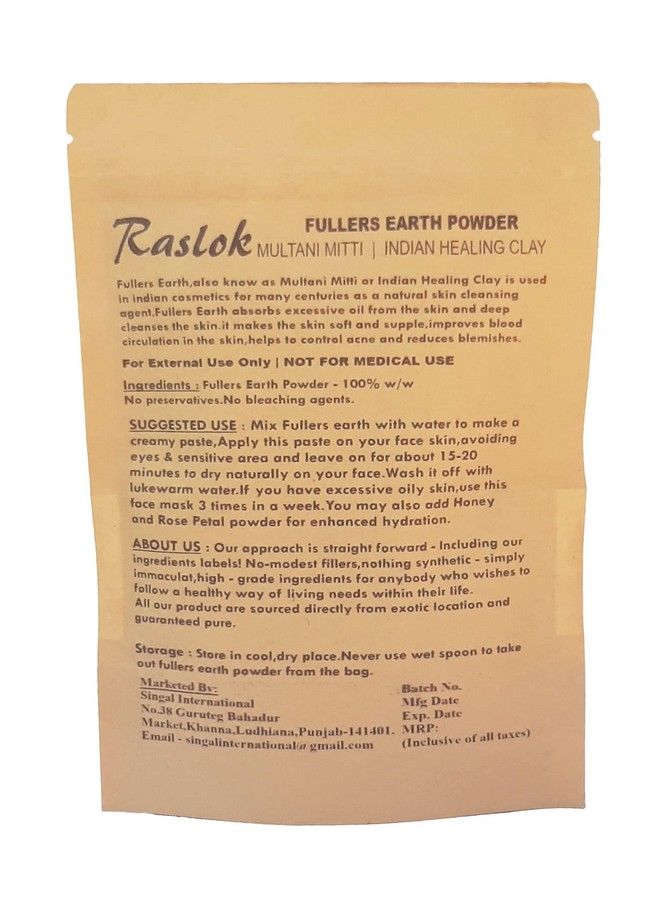 Raslok
FULLERS EARTH POWDER
MULTANI MITTI | INDIAN HEALING CLAY
Fullers Earth,also know as Multani Mitti or Indian Healing Clay is used
in indian cosmetics for many centuries as a natural skin cleansing
agent.Fullers Earth absorbs excessive oil from the skin and deep
cleanses the skin.it makes the skin soft and supple,improves blood
circulation in the skin,helps to control acne and reduces blemishes.
For External Use Only | NOT FOR MEDICAL USE
Ingredients : Fullers Earth Powder - 100% w/w
No preservatives.No bleaching agents.
SUGGESTED USE : Mix Fullers earth with water to make a
creamy paste,Apply this paste on your face skin,avoiding
eyes & sensitive area and leave on for about 15-20
minutes to dry naturally on your face.Wash it off with
lukewarm water.If you have excessive oily skin,use this
face mask 3 times in a week.You may also add Honey
and Rose Petal powder for enhanced hydration.
ABOUT US : Our approach is straight forward - Including our
ingredients labels! No-modest fillers,nothing synthetic - simply
immaculat,high - grade ingredients for anybody who wishes to
follow a healthy way of living needs within their life.
All our product are sourced directly from exotic location and
guaranteed pure.
Storage : Store in cool,dry place.Never use wet spoon to take
out fullers earth powder from the bag.
Marketed By:
Singal International
No.38 Guruteg Bahadur
Market,Khanna,Ludhiana,Punjab-141401.
Email - singalinternational@gmail.com
Batch No.
Mfg Date
Exp. Date
MRP:
(Inclusive of all taxes)